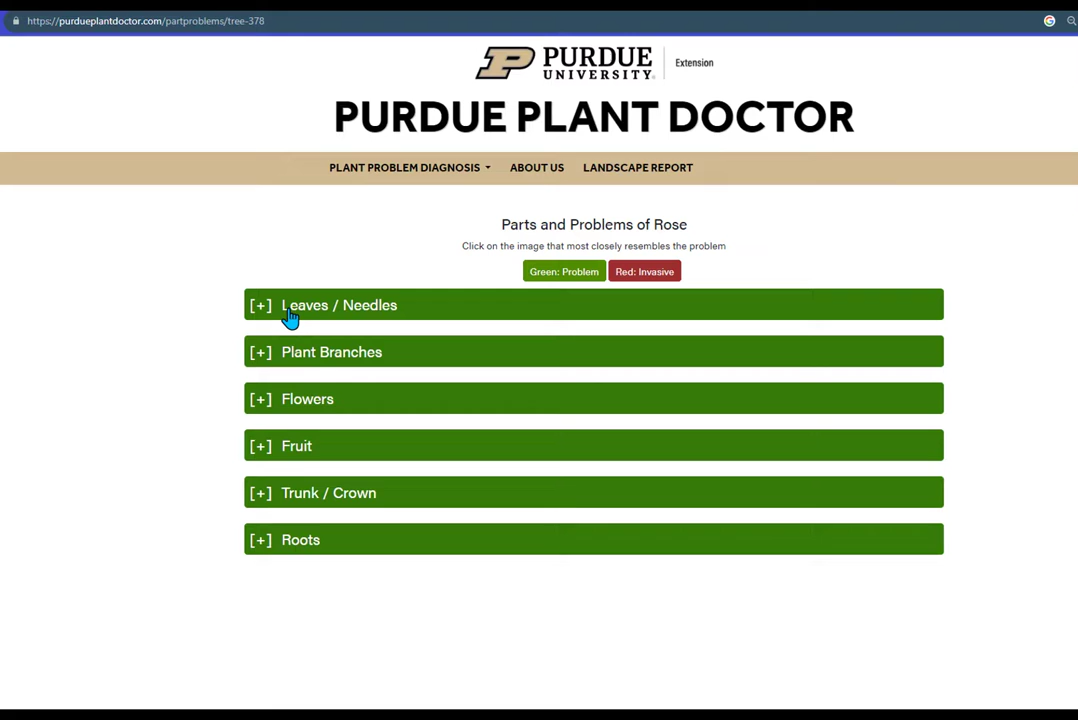 https://purdueplantdoctor.com/partproblems/tree-378
P PURDUE UNIVERSITY. Extension
PURDUE PLANT DOCTOR
PLANT PROBLEM DIAGNOSIS ABOUT US LANDSCAPE REPORT
Parts and Problems of Rose
Click on the image that most closely resembles the problem
Green: Problem Red: Invasive
[+] Leaves / Needles
[+] Plant Branches
[+] Flowers
[+] Fruit
[+] Trunk / Crown
[+] Roots